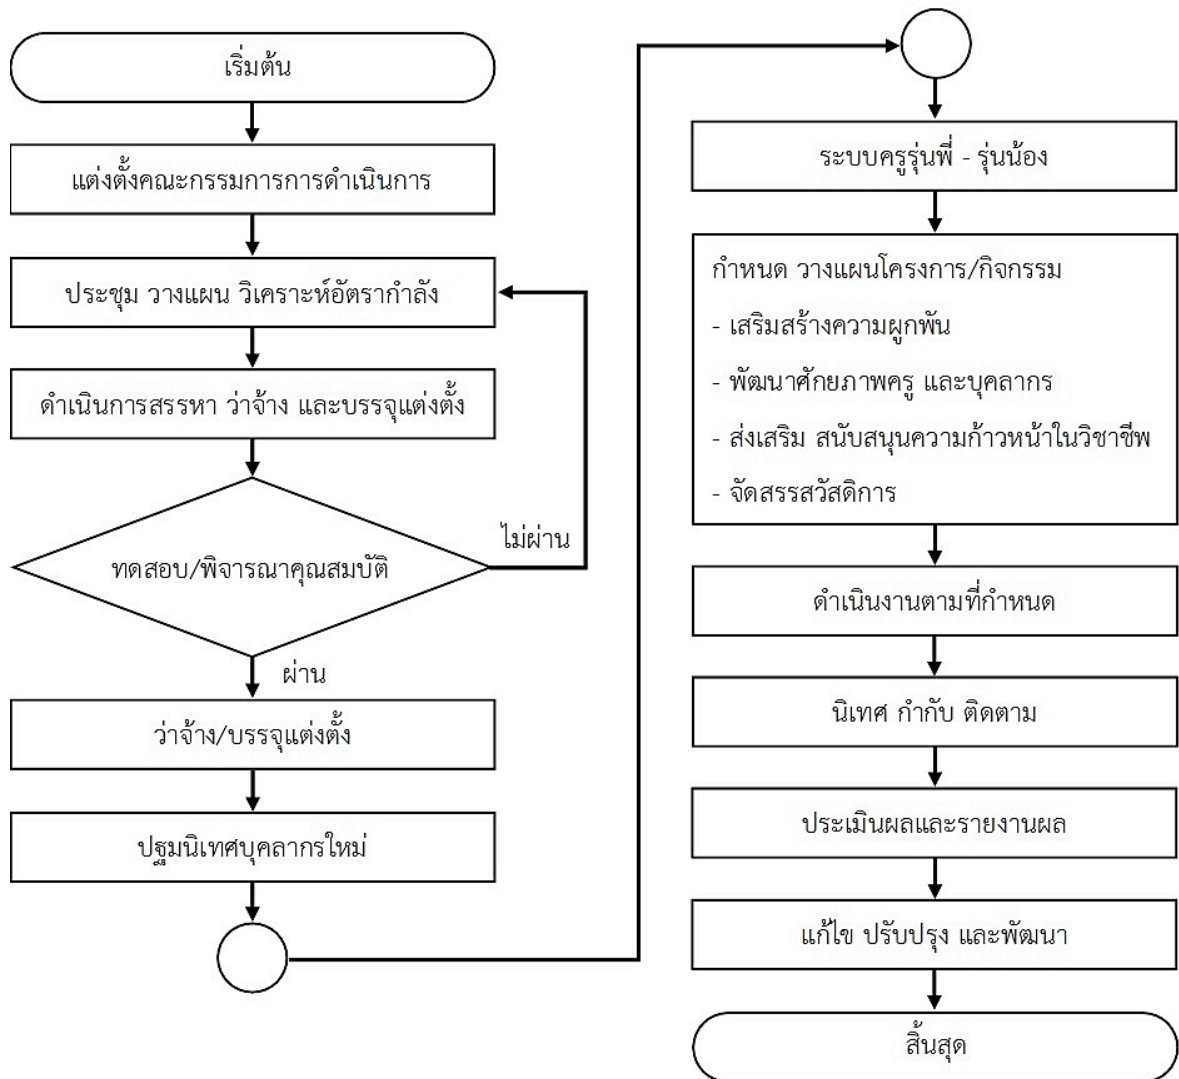 เริ่มต้น
แต่งตั้งคณะกรรมการการดำเนินการ
ประชุม วางแผน วิเคราะห์อัตรากำลัง
ดำเนินการสรรหา ว่าจ้าง และบรรจุแต่งตั้ง
ทดสอบ/พิจารณาคุณสมบัติ
ไม่ผ่าน
ผ่าน
ว่าจ้าง/บรรจุแต่งตั้ง
ปฐมนิเทศบุคลากรใหม่
ระบบครูรุ่นพี่ - รุ่นน้อง
กำหนด วางแผนโครงการ/กิจกรรม
- เสริมสร้างความผูกพัน
- พัฒนาศักยภาพครู และบุคลากร
- ส่งเสริม สนับสนุนความก้าวหน้าในวิชาชีพ
- จัดสรรสวัสดิการ
ดำเนินงานตามที่กำหนด
นิเทศ กำกับ ติดตาม
ประเมินผลและรายงานผล
แก้ไข ปรับปรุง และพัฒนา
สิ้นสุด